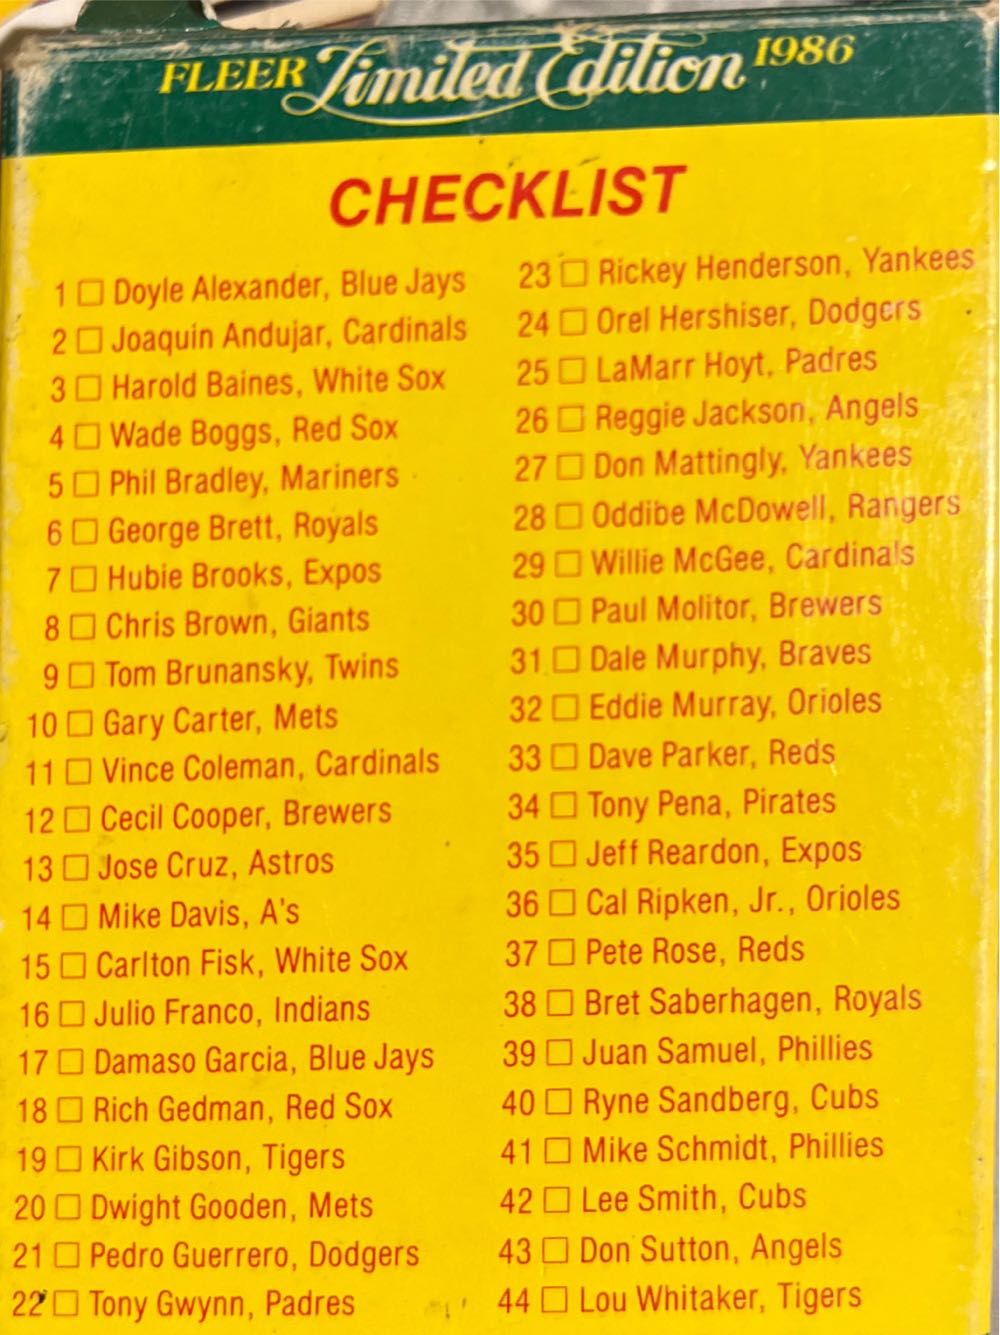 FLEER Limited Edition 1986
CHECKLIST
1 Doyle Alexander, Blue Jays
2 Joaquin Andujar, Cardinals
3 Harold Baines, White Sox
4 Wade Boggs, Red Sox
5 Phil Bradley, Mariners
6 George Brett, Royals
7 Hubie Brooks, Expos
8 Chris Brown, Giants
9 Tom Brunansky, Twins
10 Gary Carter, Mets
11 Vince Coleman, Cardinals
12 Cecil Cooper, Brewers
13 Jose Cruz, Astros
14 Mike Davis, A's
15 Carlton Fisk, White Sox
16 Julio Franco, Indians
17 Damaso Garcia, Blue Jays
18 Rich Gedman, Red Sox
19 Kirk Gibson, Tigers
20 Dwight Gooden, Mets
21 Pedro Guerrero, Dodgers
22 Tony Gwynn, Padres
23 Rickey Henderson, Yankees
24 Orel Hershiser, Dodgers
25 LaMarr Hoyt, Padres
26 Reggie Jackson, Angels
27 Don Mattingly, Yankees
28 Oddibe McDowell, Rangers
29 Willie McGee, Cardinals
30 Paul Molitor, Brewers
31 Dale Murphy, Braves
32 Eddie Murray, Orioles
33 Dave Parker, Reds
34 Tony Pena, Pirates
35 Jeff Reardon, Expos
36 Cal Ripken, Jr., Orioles
37 Pete Rose, Reds
38 Bret Saberhagen, Royals
39 Juan Samuel, Phillies
40 Ryne Sandberg, Cubs
41 Mike Schmidt, Phillies
42 Lee Smith, Cubs
43 Don Sutton, Angels
44 Lou Whitaker, Tigers